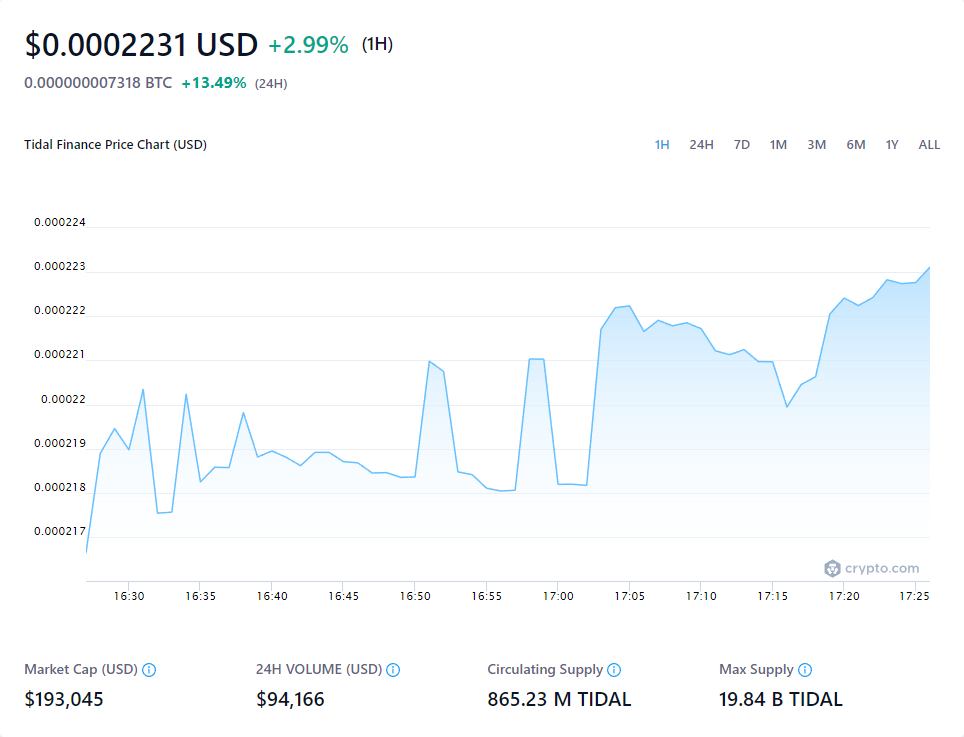 $0.0002231 USD +2.99% (1H)
0.000000007318 BTC +13.49% (24H)
Tidal Finance Price Chart (USD) 1H 24H 7D 1M 3M 6M 1Y ALL
0.000224
0.000223
0.000222
0.000221
0.00022
0.000219
0.000218
0.000217
crypto.com
16:30 16:35 16:40 16:45 16:50 16:55 17:00 17:05 17:10 17:15 17:20 17:25
Market Cap (USD) 24H VOLUME (USD) Circulating Supply Max Supply
$193,045 $94,166 865.23 M TIDAL 19.84 B TIDAL